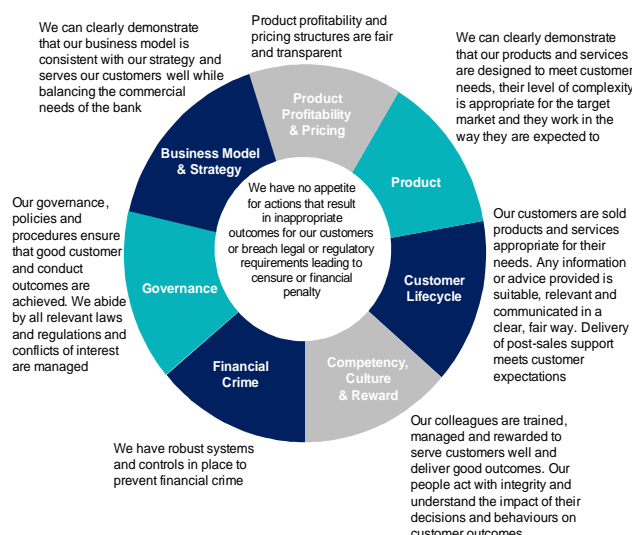 Product profitability and
pricing structures are fair
and transparent
We can clearly demonstrate
that our business model is
consistent with our strategy and
serves our customers well while
balancing the commercial
needs of the bank
We can clearly demonstrate
that our products and services
are designed to meet customer
needs, their level of complexity
is appropriate for the target
market and they work in the
way they are expected to
Product
Profitability
& Pricing
Business Model
& Strategy
Product
We have no appetite
for actions that result
in inappropriate
outcomes for our customers
or breach legal or regulatory
requirements leading to
censure or financial
penalty
Our governance,
policies and
procedures ensure
that good customer
and conduct
outcomes are
achieved. We abide
by all relevant laws
and regulations and
conflicts of interest
are managed
Governance
Customer
Lifecycle
Our customers are sold
products and services
appropriate for their
needs. Any information
or advice provided is
suitable, relevant and
communicated in a
clear, fair way. Delivery
of post-sales support
meets customer
expectations
Financial
Crime
Competency,
Culture
& Reward
We have robust systems
and controls in place to
prevent financial crime
Our colleagues are trained,
managed and rewarded to
serve customers well and
deliver good outcomes. Our
people act with integrity and
understand the impact of their
decisions and behaviours on
customer outcomes